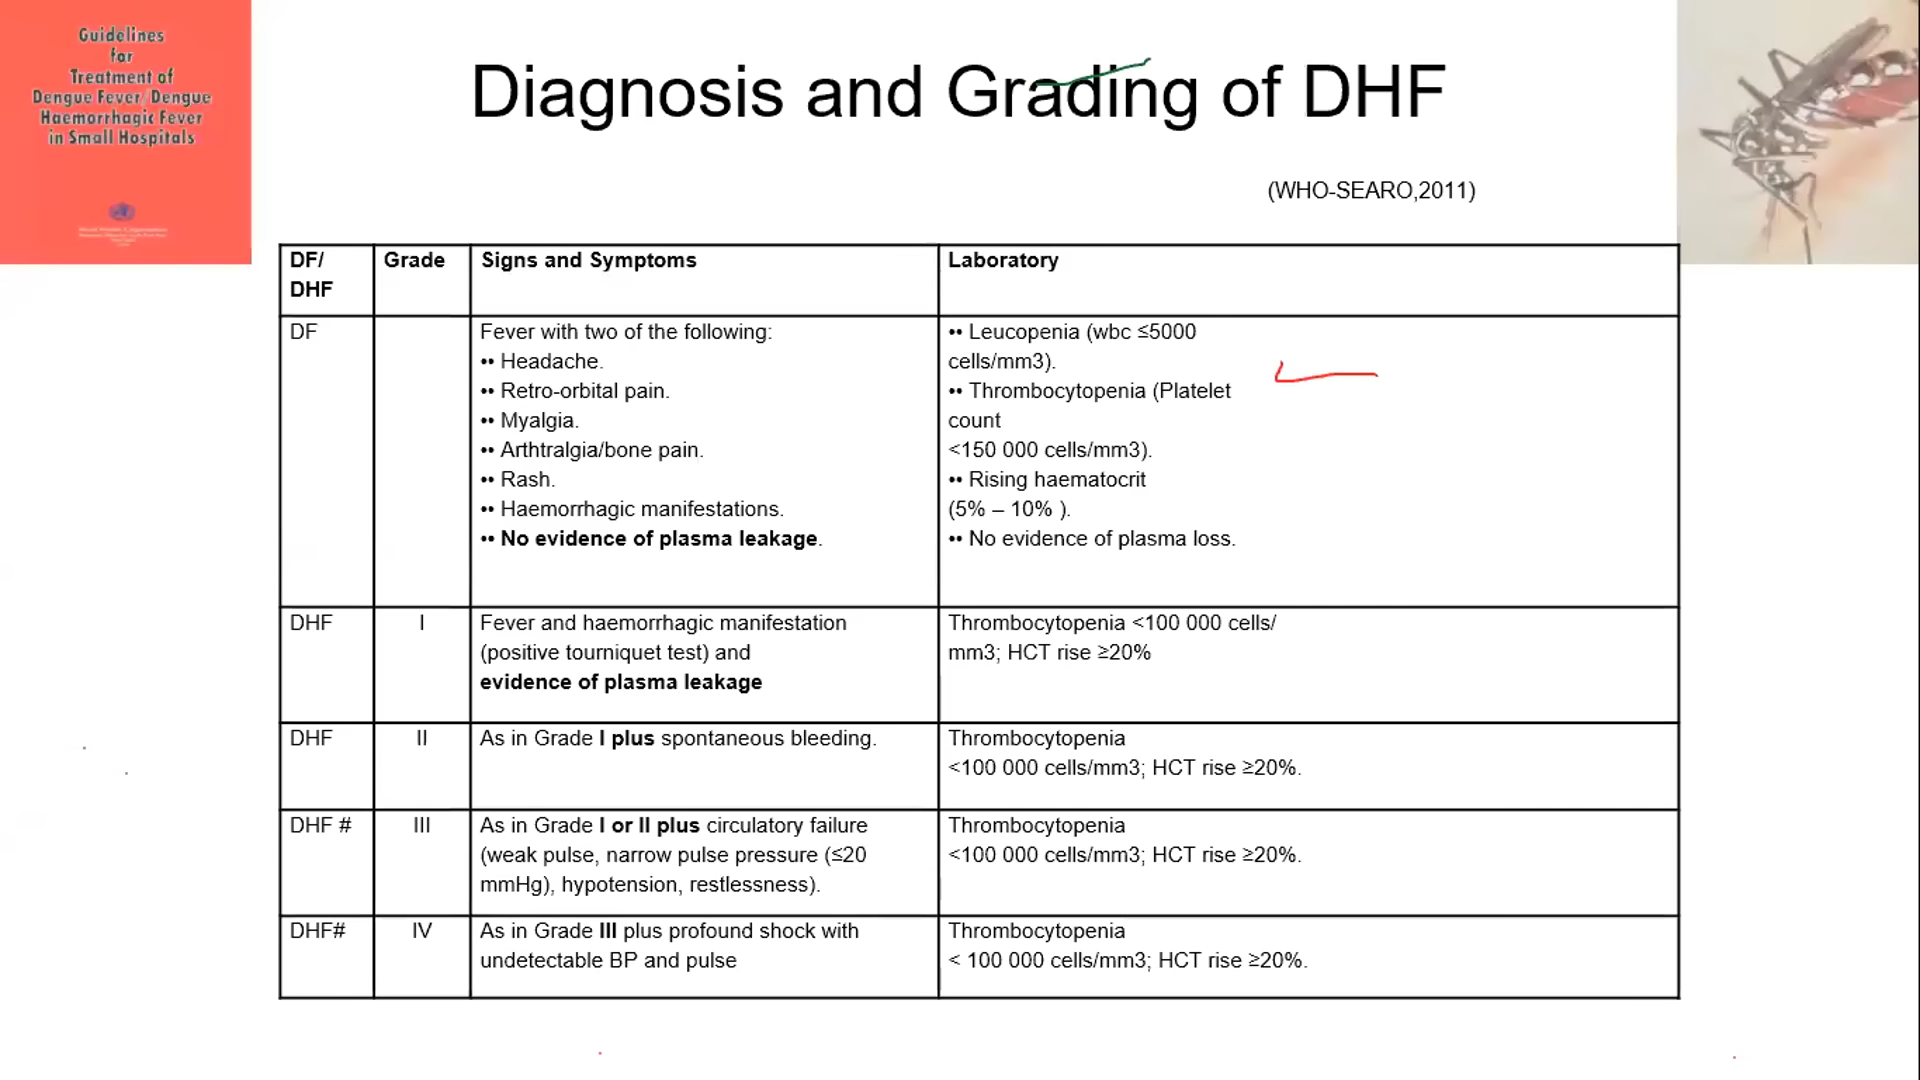 Guidelines
for
Treatment of
Dengue Fever/Dengue
Haemorrhagic Fever
in Small Hospitals
Diagnosis and Grading of DHF
(WHO-SEARO,2011)
DF/
DHF
Grade
Signs and Symptoms
Laboratory
DF
Fever with two of the following:
•• Headache.
•• Retro-orbital pain.
•• Myalgia.
•• Arthtralgia/bone pain.
•• Rash.
•• Haemorrhagic manifestations.
•• No evidence of plasma leakage.
•• Leucopenia (wbc ≤5000
cells/mm3).
•• Thrombocytopenia (Platelet
count
<150 000 cells/mm3).
•• Rising haematocrit
(5% – 10% ).
•• No evidence of plasma loss.
DHF
I
Fever and haemorrhagic manifestation
(positive tourniquet test) and
evidence of plasma leakage
Thrombocytopenia <100 000 cells/
mm3; HCT rise ≥20%
DHF
II
As in Grade I plus spontaneous bleeding.
Thrombocytopenia
<100 000 cells/mm3; HCT rise ≥20%.
DHF #
III
As in Grade I or II plus circulatory failure
(weak pulse, narrow pulse pressure (≤20
mmHg), hypotension, restlessness).
Thrombocytopenia
<100 000 cells/mm3; HCT rise ≥20%.
DHF#
IV
As in Grade III plus profound shock with
undetectable BP and pulse
Thrombocytopenia
< 100 000 cells/mm3; HCT rise ≥20%.